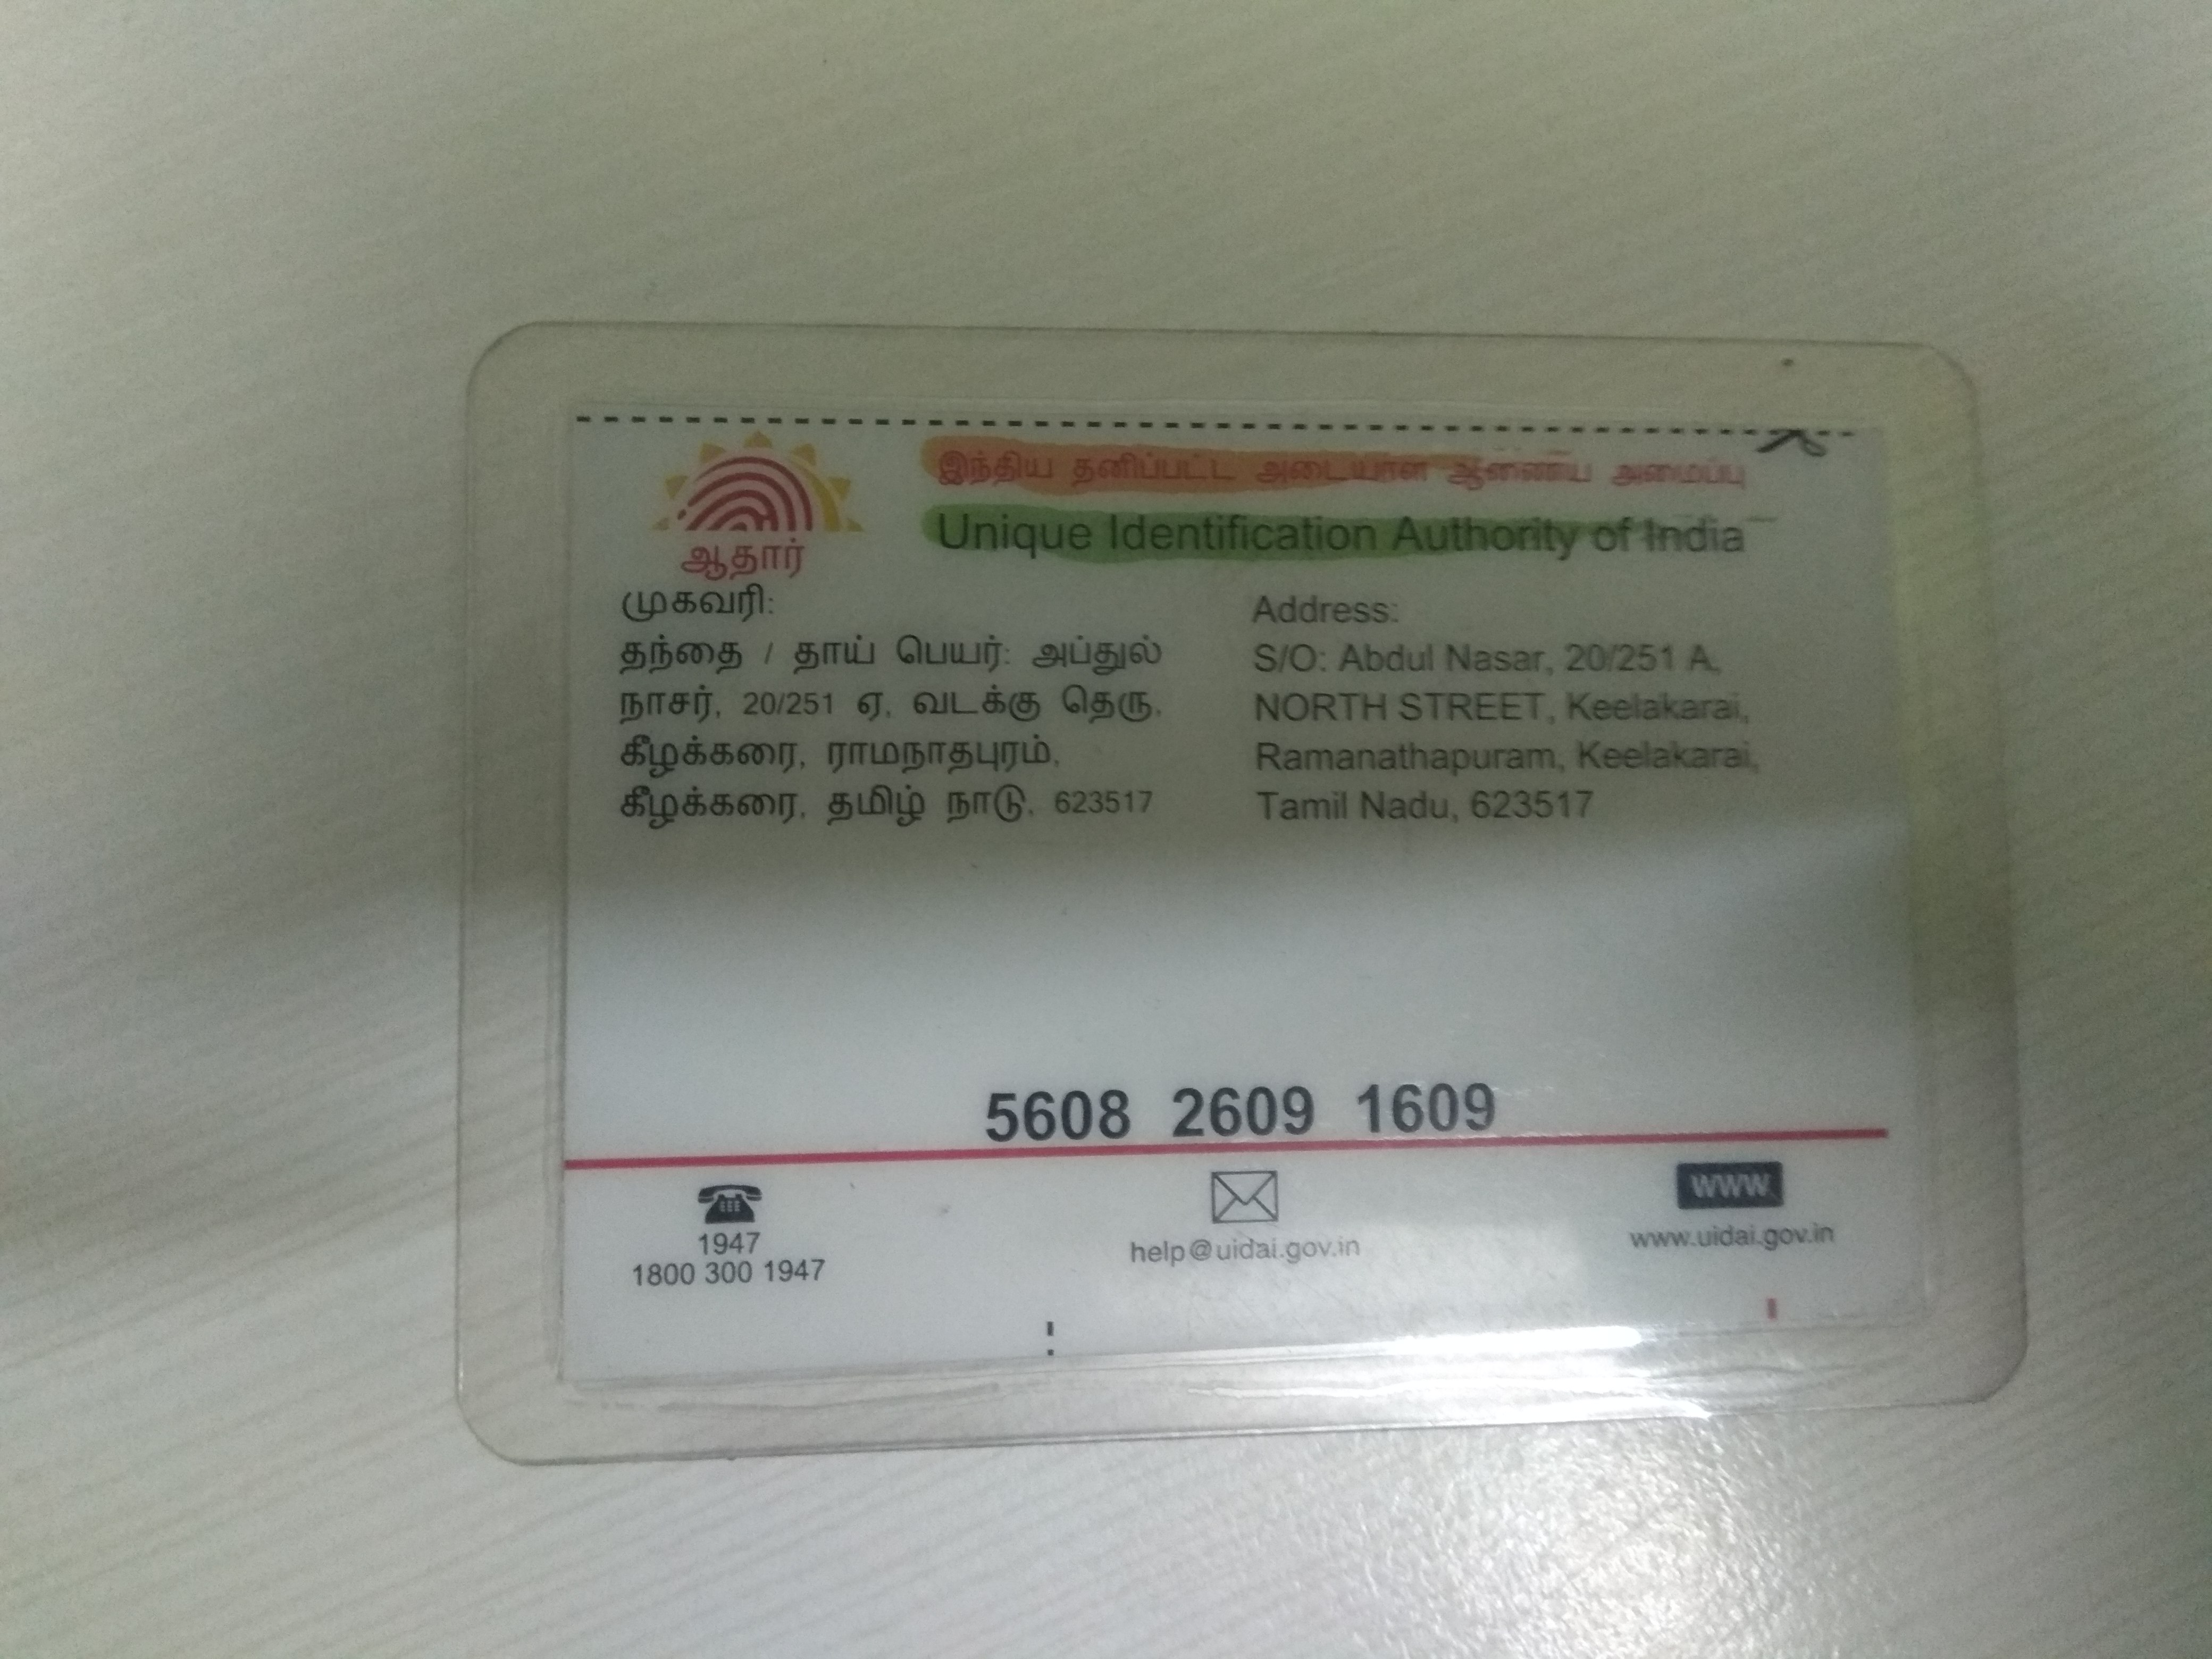 இந்திய தனிப்பட்ட அடையாள ஆணைய அமைப்பு
Unique Identification Authority of India
ஆதார்
முகவரி:
தந்தை / தாய் பெயர்: அப்துல்
நாசர், 20/251 ஏ, வடக்கு தெரு,
கீழக்கரை, ராமநாதபுரம்,
கீழக்கரை, தமிழ் நாடு, 623517
Address:
S/O: Abdul Nasar, 20/251 A,
NORTH STREET, Keelakarai,
Ramanathapuram, Keelakarai,
Tamil Nadu, 623517
5608 2609 1609
1947
1800 300 1947
help@uidai.gov.in
www
www.uidai.gov.in